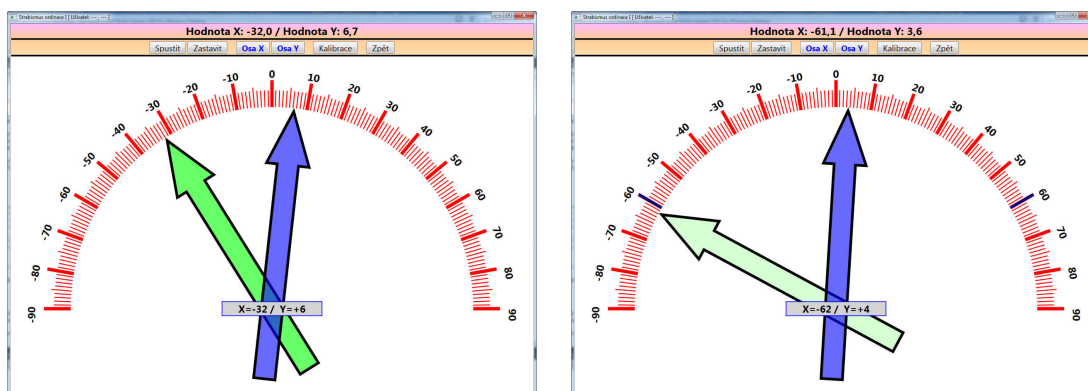 Strabismus ordinace I [ Uživatel: --- , --- ]
Hodnota X: -32,0 / Hodnota Y: 6,7
Spustit Zastavit Osa X Osa Y Kalibrace Zpět
-90 -80 -70 -60 -50 -40 -30 -20 -10 0 10 20 30 40 50 60 70 80 90
X=-32 / Y=+6
Strabismus ordinace I [ Uživatel: --- , --- ]
Hodnota X: -61,1 / Hodnota Y: 3,6
Spustit Zastavit Osa X Osa Y Kalibrace Zpět
-90 -80 -70 -60 -50 -40 -30 -20 -10 0 10 20 30 40 50 60 70 80 90
X=-62 / Y=+4